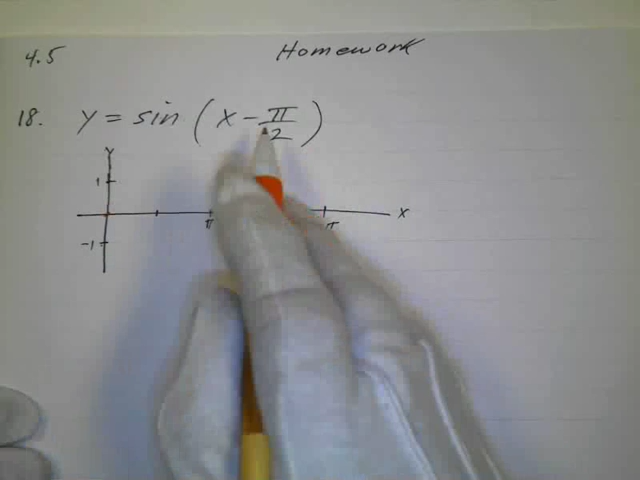 4.5 Homework
18. y = sin (x - π/2)
y
1
π π x
-1